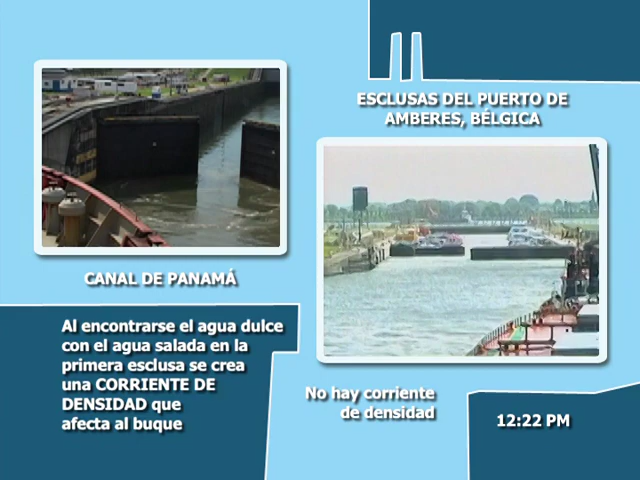 CANAL DE PANAMÁ
Al encontrarse el agua dulce
con el agua salada en la
primera esclusa se crea
una CORRIENTE DE
DENSIDAD que
afecta al buque
ESCLUSAS DEL PUERTO DE
AMBERES, BÉLGICA
No hay corriente
de densidad
12:22 PM